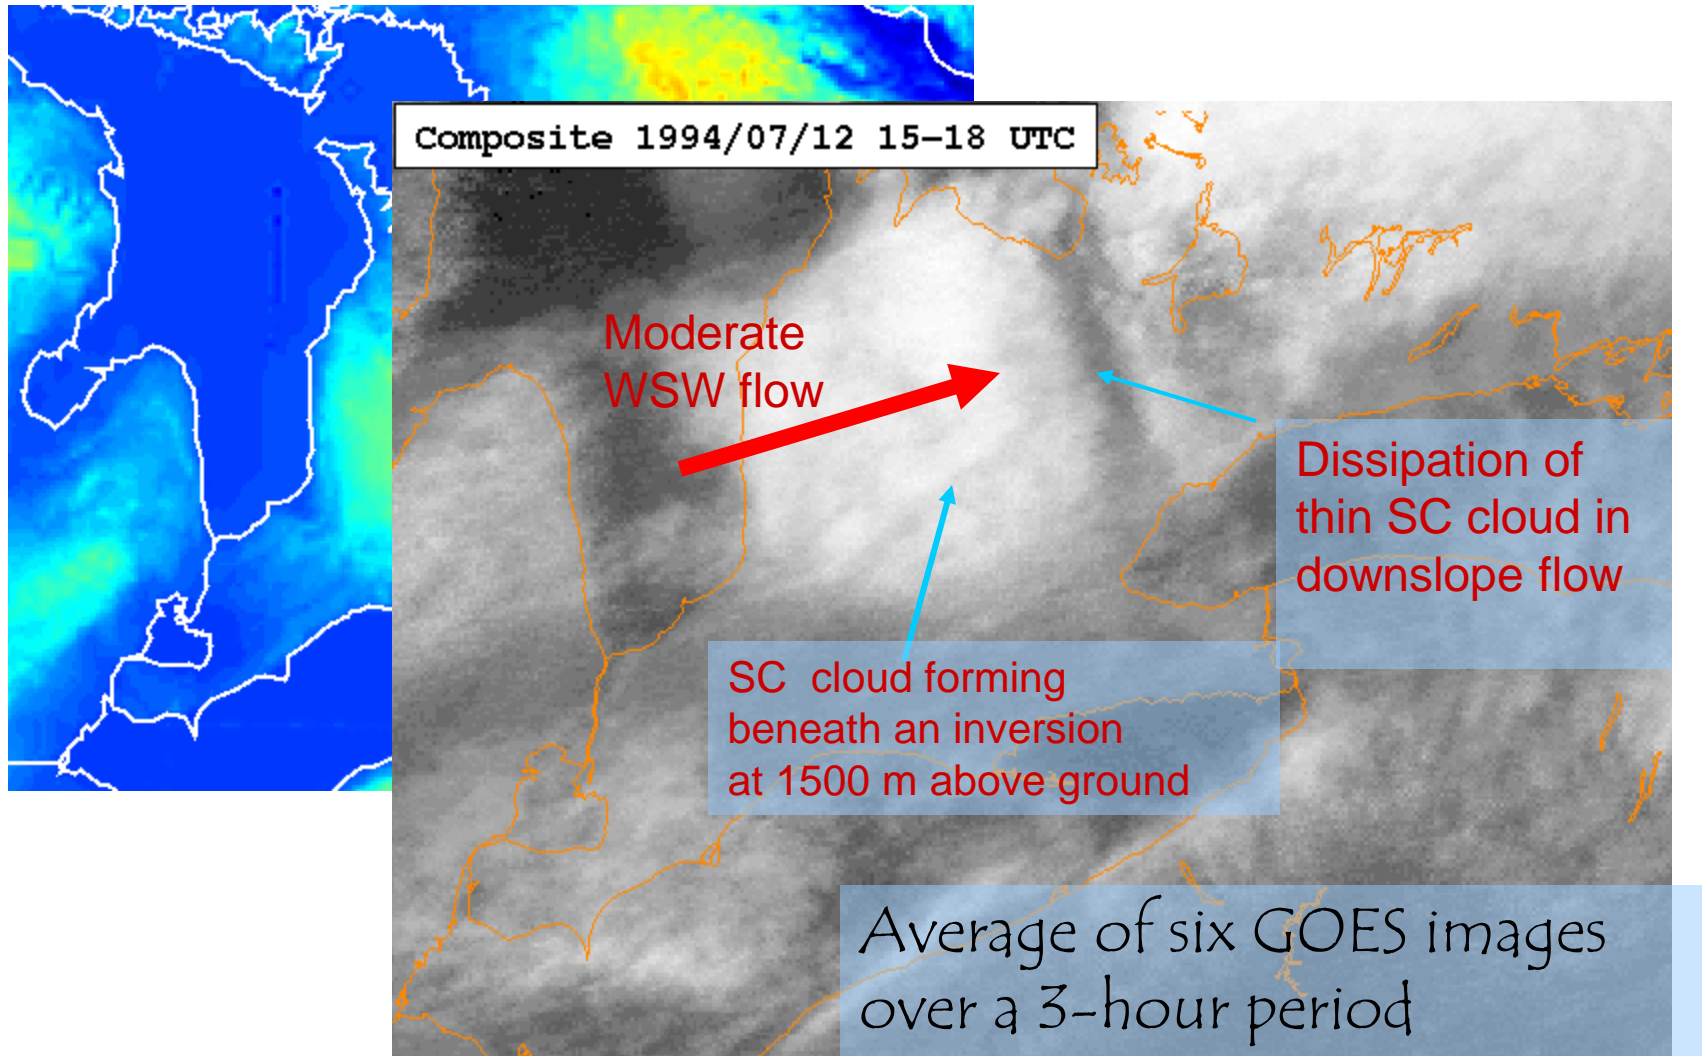 Composite 1994/07/12 15–18 UTC
Moderate
WSW flow
Dissipation of
thin SC cloud in
downslope flow
SC cloud forming
beneath an inversion
at 1500 m above ground
Average of six GOES images
over a 3-hour period